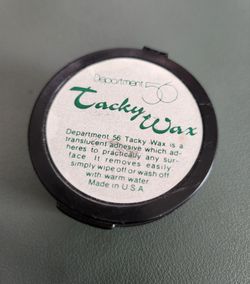 Department 56
Tacky Wax
Department 56 Tacky Wax is a
translucent adhesive which ad-
heres to practically any sur-
face. It removes easily
simply wipe off or wash off
with warm water.
Made in U.S.A.